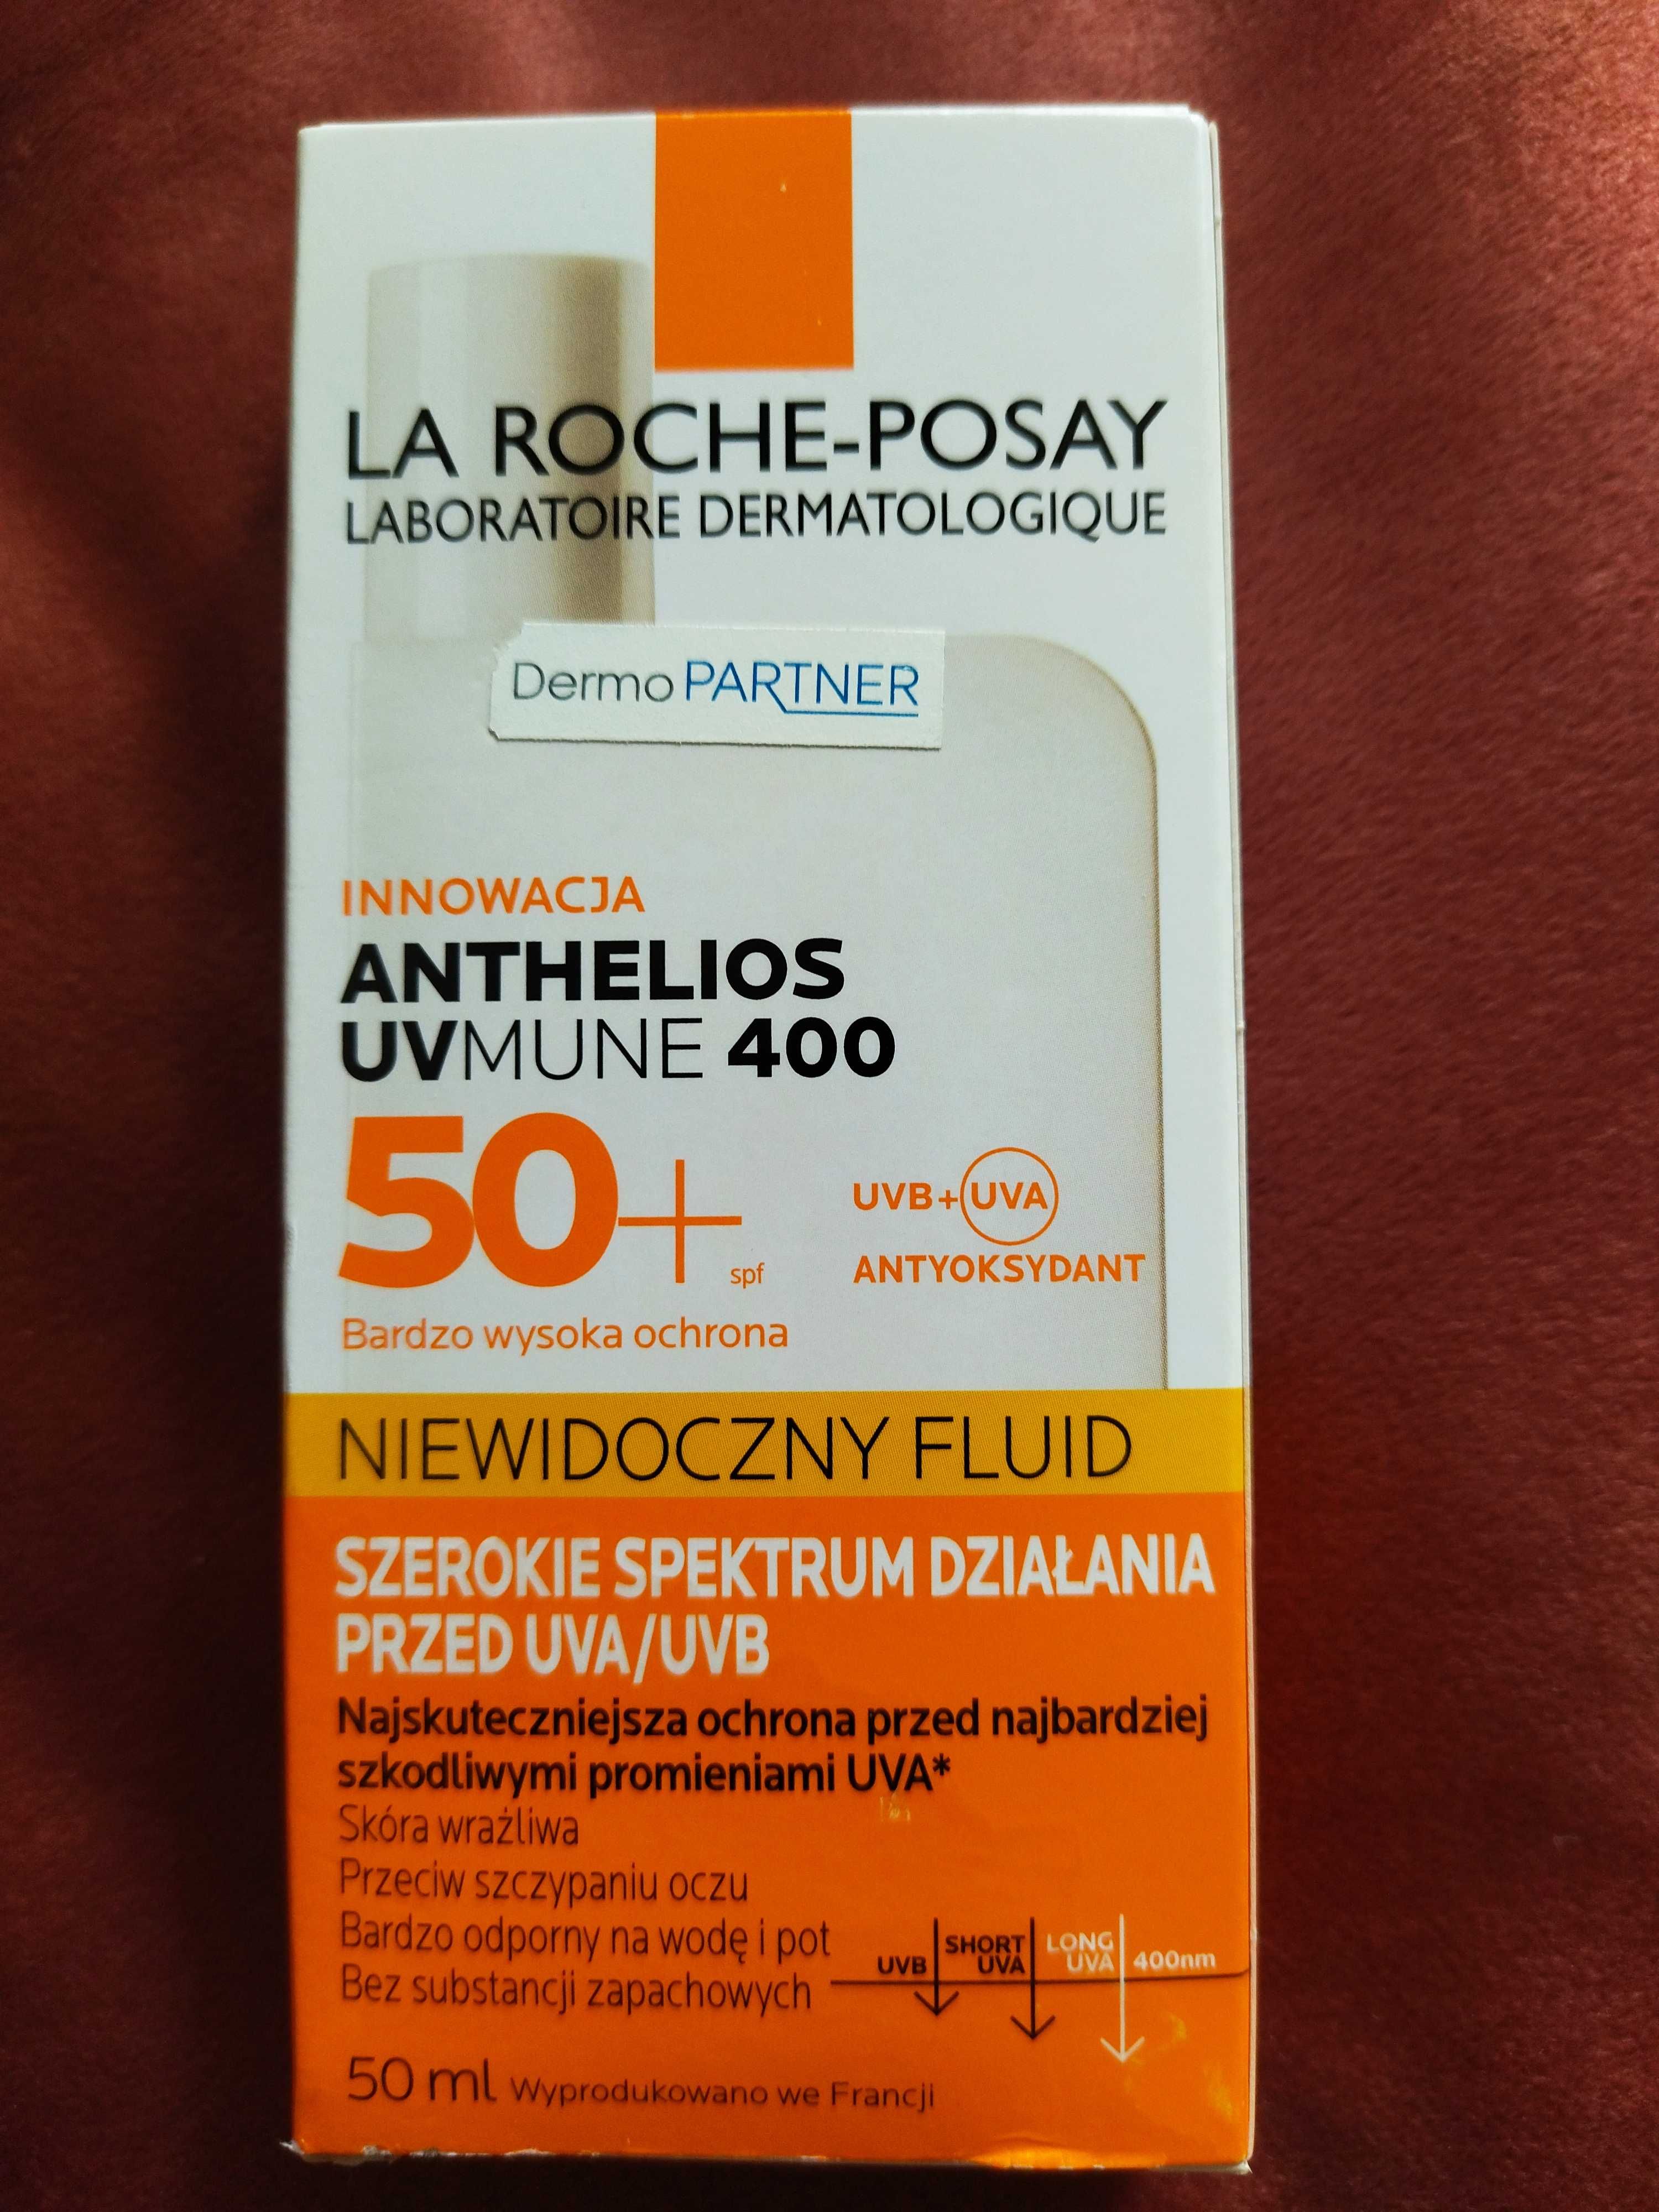 LA ROCHE-POSAY
LABORATOIRE DERMATOLOGIQUE
Dermo PARTNER
INNOWACJA
ANTHELIOS
UVMUNE 400
50+ spf
UVB+UVA
ANTYOKSYDANT
Bardzo wysoka ochrona
NIEWIDOCZNY FLUID
SZEROKIE SPEKTRUM DZIAŁANIA
PRZED UVA/UVB
Najskuteczniejsza ochrona przed najbardziej
szkodliwymi promieniami UVA*
Skóra wrażliwa
Przeciw szczypaniu oczu
Bardzo odporny na wodę i pot
Bez substancji zapachowych
UVB
SHORT
UVA
LONG
UVA
400nm
50 ml Wyprodukowano we Francji